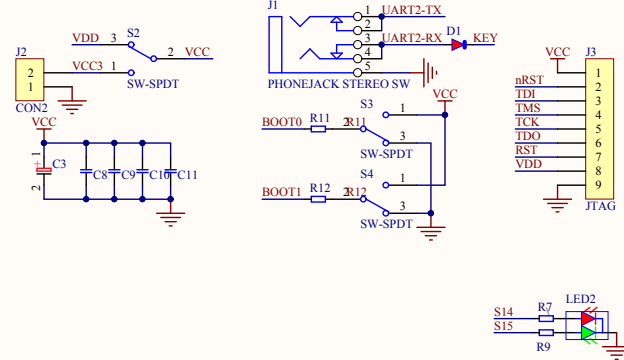 J2
2
1
CON2
VDD
3
S2
2
VCC
VCC3
1
SW-SPDT
J1
1
2
3
4
5
UART2-TX
UART2-RX
D1
KEY
PHONEJACK STEREO SW
VCC
J3
1
2
3
4
5
6
7
8
9
nRST
TDI
TMS
TCK
TDO
RST
VDD
JTAG
VCC
1
+
C3
2
C8
C9
C10
C11
VCC
S3
BOOT0
R11
2
R11
1
3
SW-SPDT
S4
BOOT1
R12
2
R12
1
3
SW-SPDT
LED2
S14
R7
S15
R9